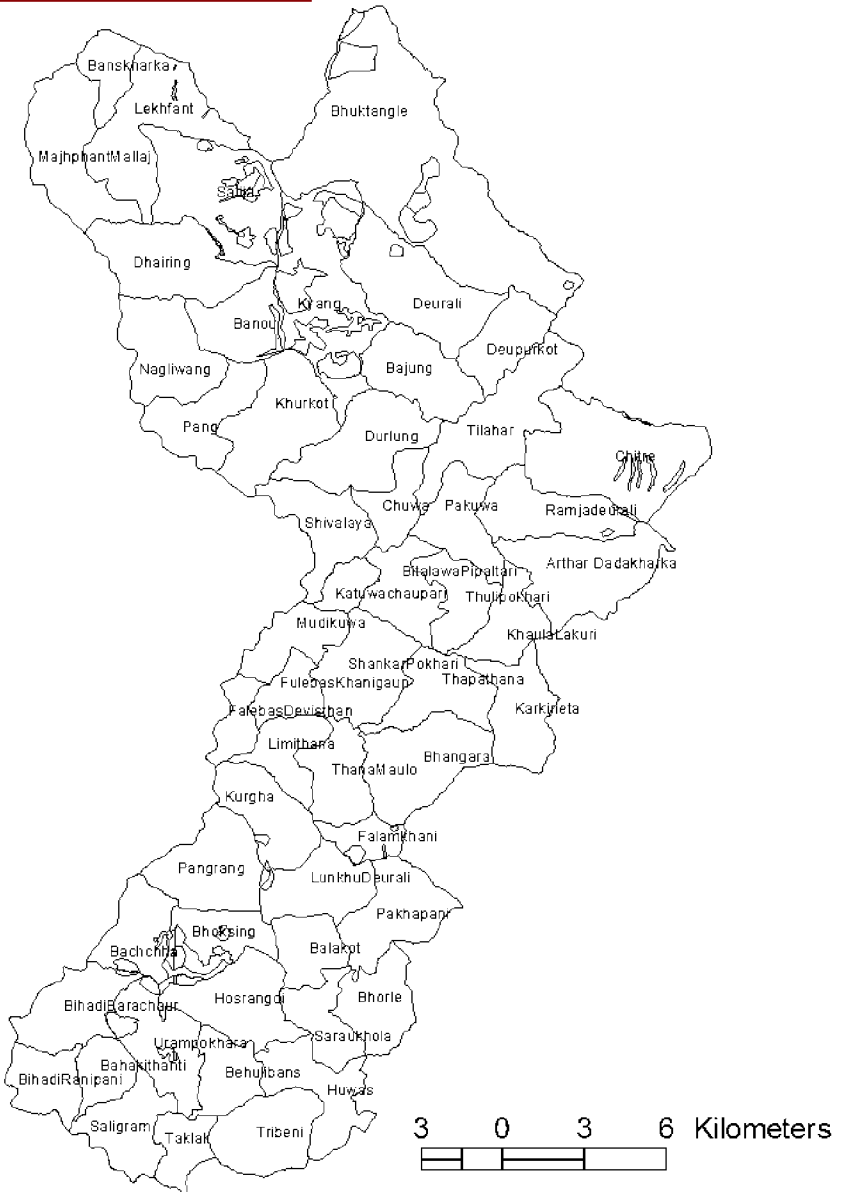 Banskharka
Lekhfant
Bhuktangle
MajhphantMallaj
Dhairing
Kyang
Deurali
Banou
Deupurkot
Nagliwang
Bajung
Khurkot
Pang
Durlung
Tilahar
Chitre
Chuwa
Pakuwa
Ramjadeurali
Shivalaya
Arthar Dadakharka
BitalawaPipaltari
Katuwachaupari
Thulipokhari
Mudikuwa
KhaulaLakuri
ShankarPokhari
FulebasKhanigaun
Thapathana
FalebasDevisthan
Karkineta
Limithana
Bhangara
ThanaMaulo
Kurgha
Falamkhani
Pangrang
LunkhuDeurali
Pakhapani
Bhoksing
Bachchha
Balakot
Hosrangdi
Bhorle
BihadiBarachaur
Saraukhola
Urampokhara
Bahakithanti
Behulibans
BihadiRanipani
Huwas
Saligram
Taklak
Tribeni
3 0 3 6 Kilometers